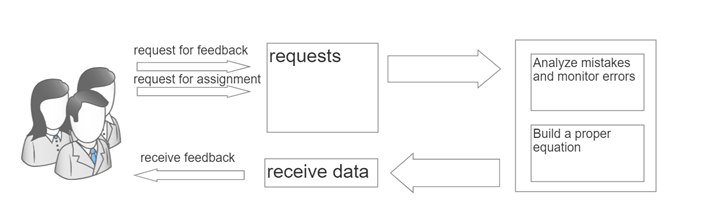 request for feedback
requests
request for assignment
Analyze mistakes
and monitor errors
Build a proper
equation
receive feedback
receive data